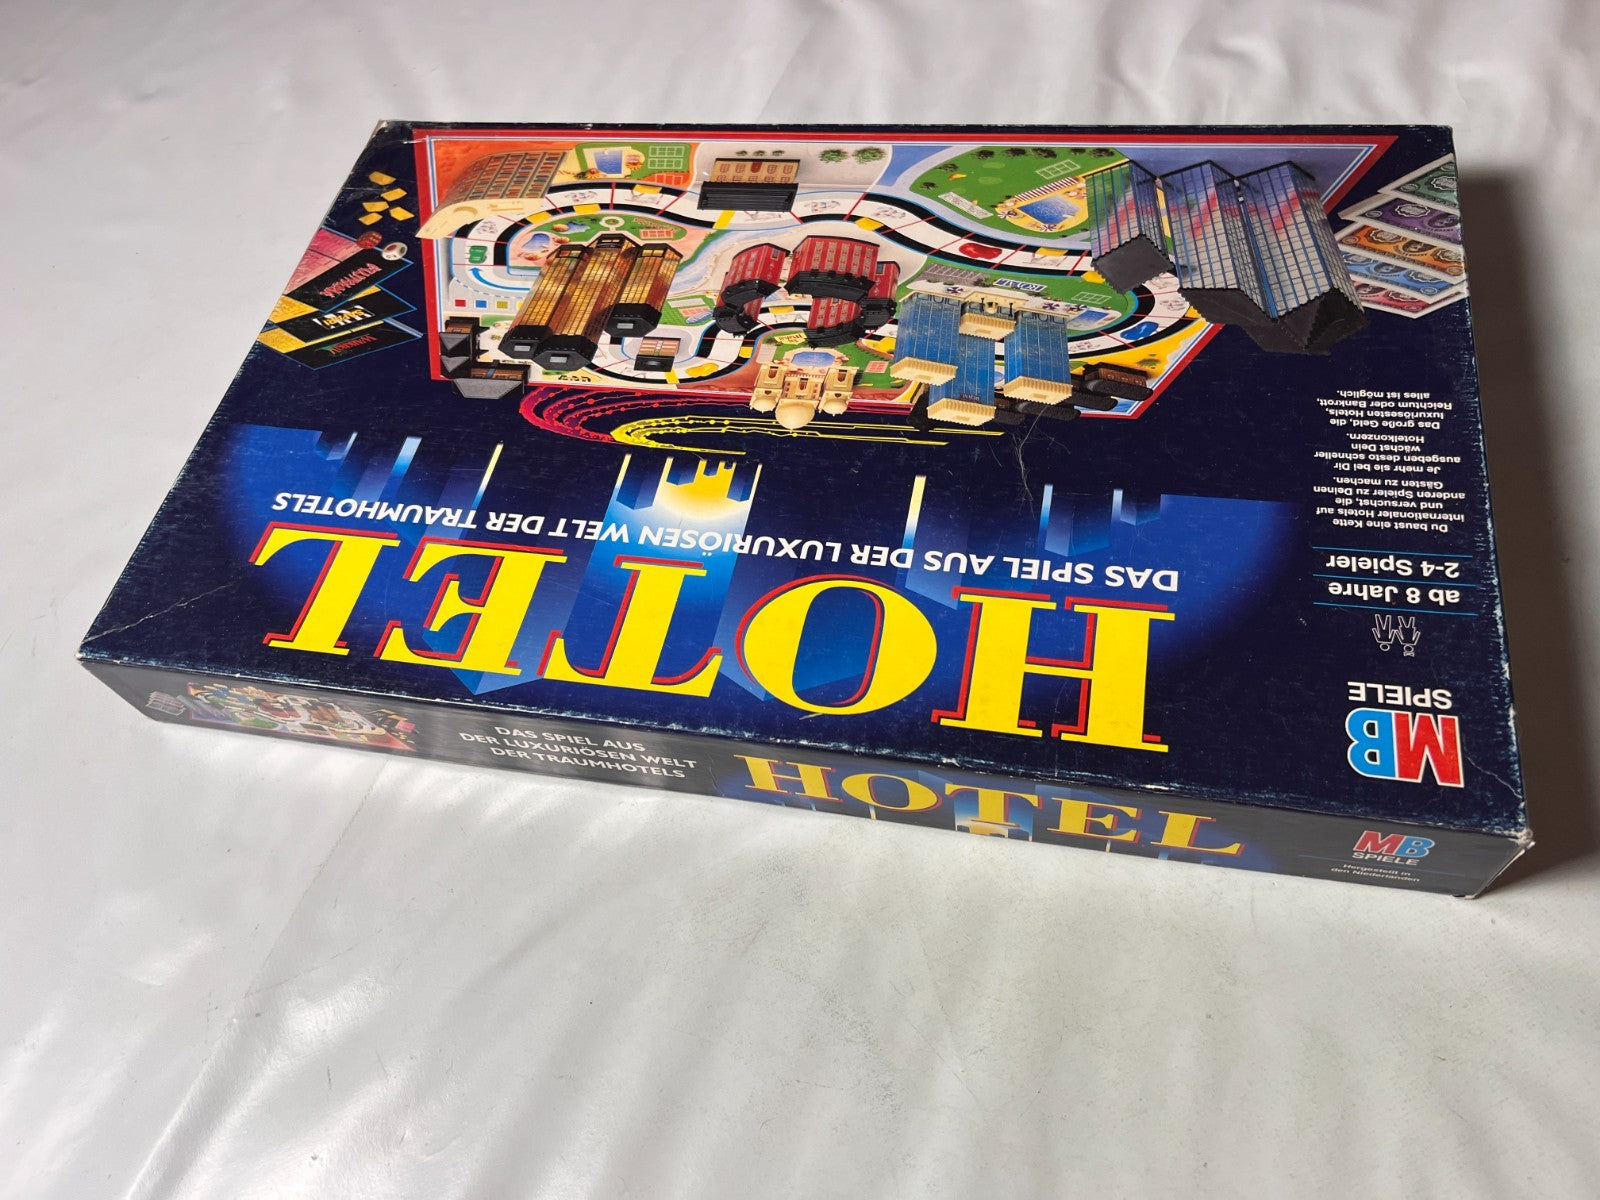 HOTEL
DAS SPIEL AUS DER LUXURIÖSEN WELT DER TRAUMHOTELS
MB
SPIELE
ab 8 Jahre
2-4 Spieler
Du baust eine Kette
internationaler Hotels auf
und versuchst, die
anderen Spieler zu Deinen
Gästen zu machen.
Je mehr sie bei Dir
ausgeben desto schneller
wächst Dein
Hotelkonzern.
Das große Geld, die
luxuriösesten Hotels,
Reichtum oder Bankrott,
alles ist möglich.
DAS SPIEL AUS
DER LUXURIÖSEN WELT
DER TRAUMHOTELS
HOTEL
MB
SPIELE
Hergestellt in
den Niederlanden